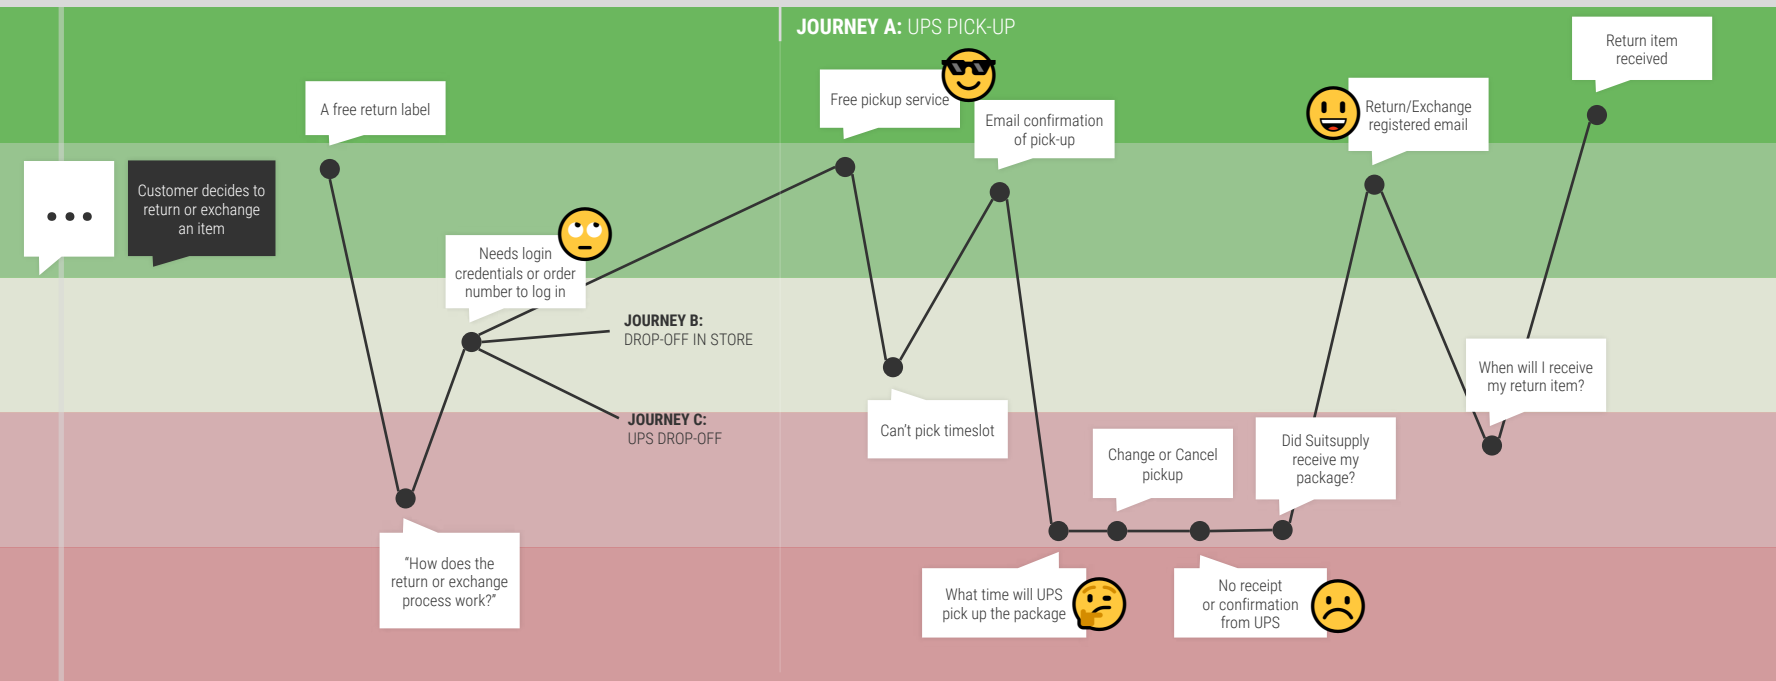 JOURNEY A: UPS PICK-UP
Customer decides to
return or exchange
an item
A free return label
"How does the
return or exchange
process work?"
Needs login
credentials or order
number to log in
JOURNEY B:
DROP-OFF IN STORE
JOURNEY C:
UPS DROP-OFF
Free pickup service
Can't pick timeslot
Email confirmation
of pick-up
What time will UPS
pick up the package
Change or Cancel
pickup
No receipt
or confirmation
from UPS
Did Suitsupply
receive my
package?
Return/Exchange
registered email
When will I receive
my return item?
Return item
received